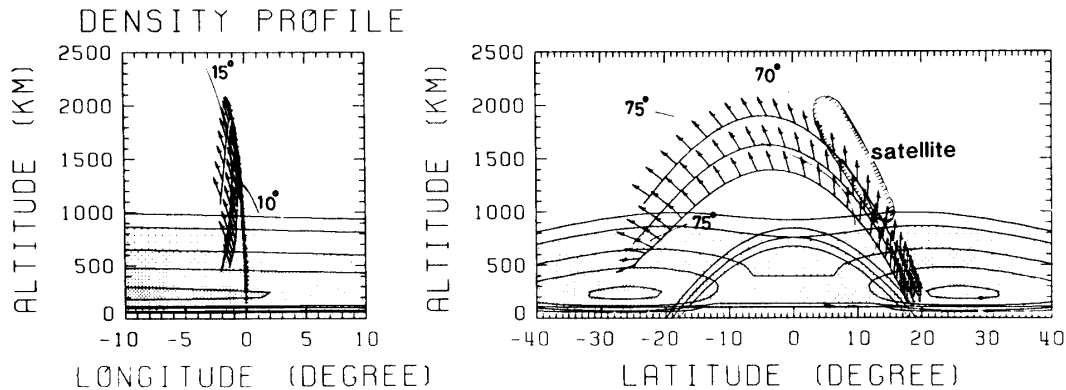 DENSITY PROFILE
ALTITUDE (KM)
2500
2000
1500
1000
500
0
15°
10°
-10 -5 0 5 10
LONGITUDE (DEGREE)
ALTITUDE (KM)
2500
2000
1500
1000
500
0
75°
70°
satellite
75°
-40 -30 -20 -10 0 10 20 30 40
LATITUDE (DEGREE)